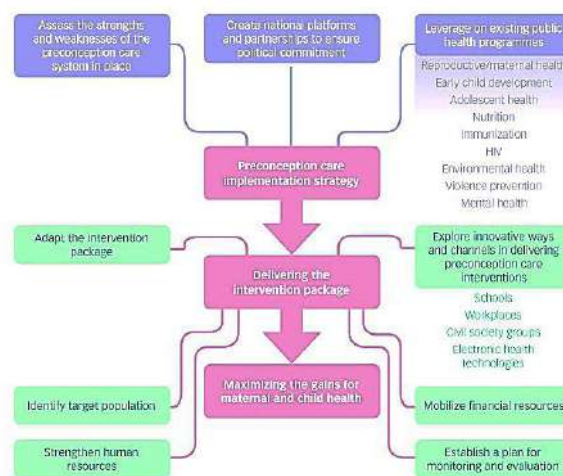 Assess the strengths
and weaknesses of the
preconception care
system in place
Create national platforms
and partnerships to ensure
political commitment
Leverage on existing public
health programmes
Reproductive/maternal health
Early child development
Adolescent health
Nutrition
Immunization
HIV
Environmental health
Violence prevention
Mental health
Preconception care
implementation strategy
Adapt the intervention
package
Delivering the
intervention package
Explore innovative ways
and channels in delivering
preconception care
interventions
Schools
Workplaces
Civil society groups
Electronic health
Technologies
Maximizing the gains for
maternal and child health
Identify target population
Mobilize financial resources
Strengthen human
resources
Establish a plan for
monitoring and evaluation